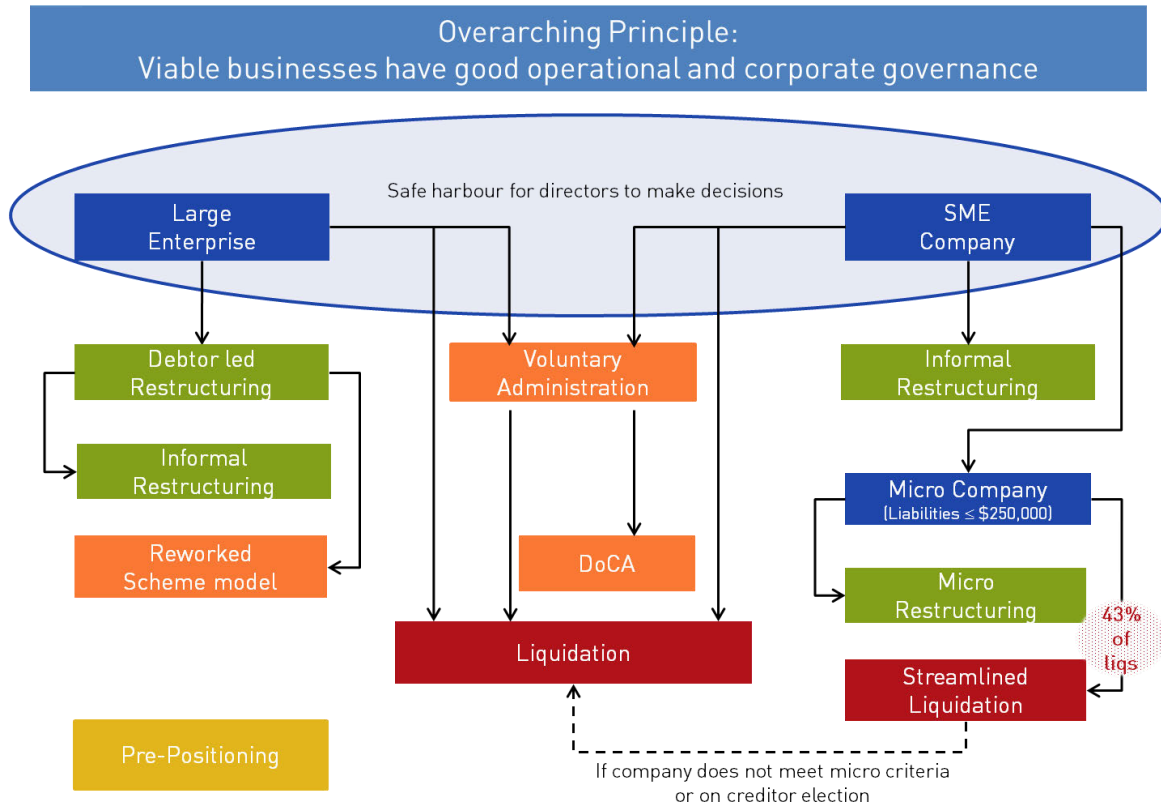 Overarching Principle:
Viable businesses have good operational and corporate governance
Safe harbour for directors to make decisions
Large
Enterprise
SME
Company
Debtor led
Restructuring
Voluntary
Administration
Informal
Restructuring
Informal
Restructuring
Micro Company
(Liabilities ≤ $250,000)
Reworked
Scheme model
DoCA
Micro
Restructuring
43%
of
liqs
Liquidation
Streamlined
Liquidation
Pre-Positioning
If company does not meet micro criteria
or on creditor election